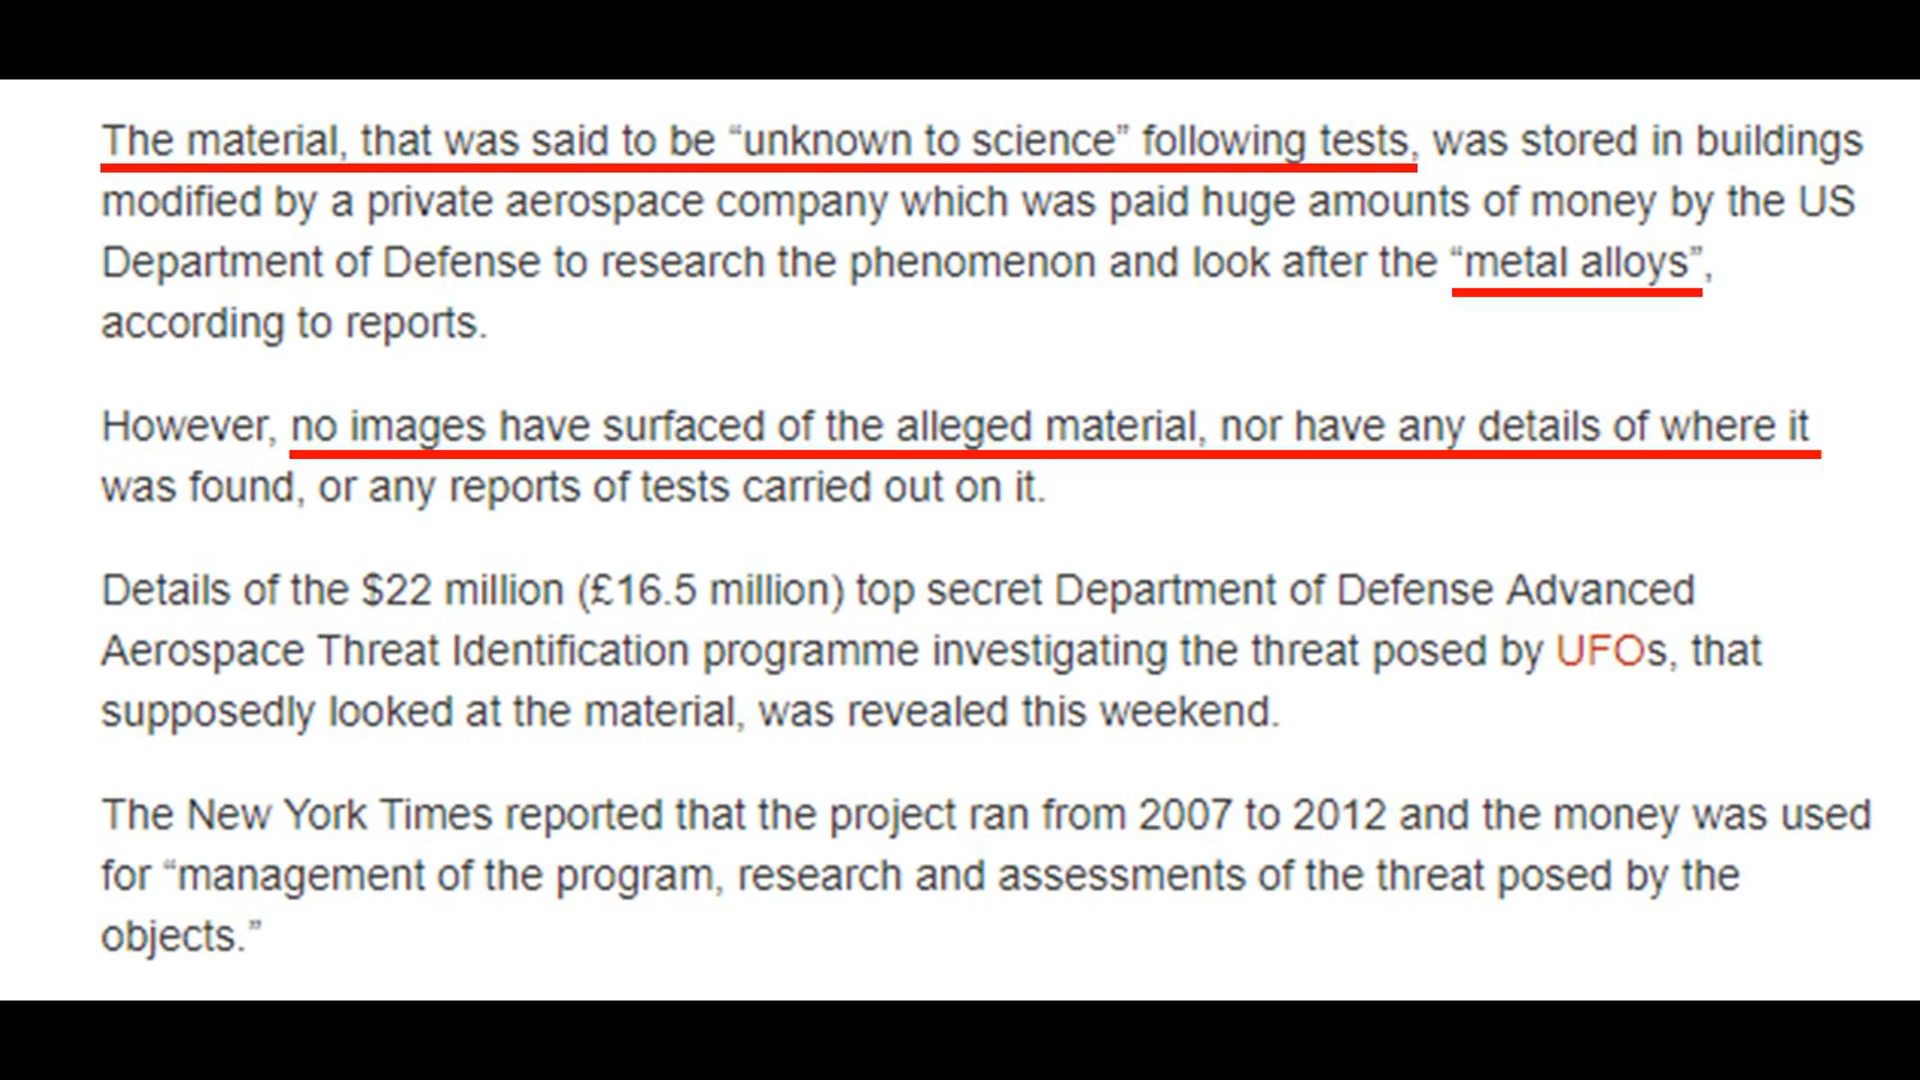 The material, that was said to be “unknown to science” following tests, was stored in buildings
modified by a private aerospace company which was paid huge amounts of money by the US
Department of Defense to research the phenomenon and look after the “metal alloys”,
according to reports.
However, no images have surfaced of the alleged material, nor have any details of where it
was found, or any reports of tests carried out on it.
Details of the $22 million (£16.5 million) top secret Department of Defense Advanced
Aerospace Threat Identification programme investigating the threat posed by UFOs, that
supposedly looked at the material, was revealed this weekend.
The New York Times reported that the project ran from 2007 to 2012 and the money was used
for “management of the program, research and assessments of the threat posed by the
objects.”